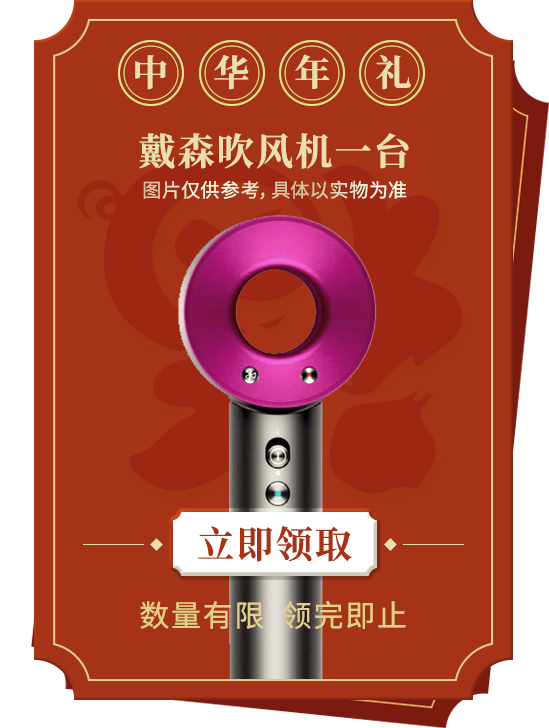 中华年礼
戴森吹风机一台
图片仅供参考，具体以实物为准
立即领取
数量有限 领完即止